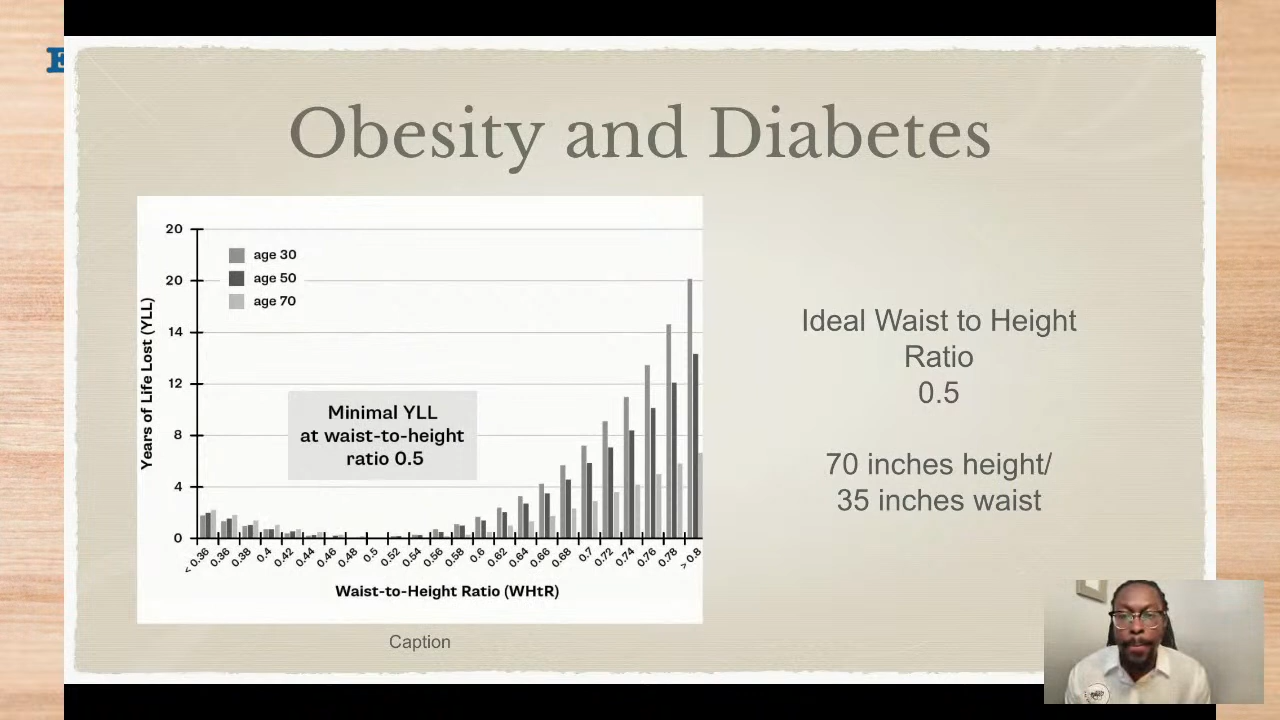 E
Obesity and Diabetes
20
20
14
12
8
4
0
Years of Life Lost (YLL)
age 30
age 50
age 70
Minimal YLL
at waist-to-height
ratio 0.5
< 0.36
0.36
0.38
0.4
0.42
0.44
0.46
0.48
0.5
0.52
0.54
0.56
0.58
0.6
0.62
0.64
0.66
0.68
0.7
0.72
0.74
0.76
0.78
> 0.8
Waist-to-Height Ratio (WHtR)
Caption
Ideal Waist to Height
Ratio
0.5
70 inches height/
35 inches waist